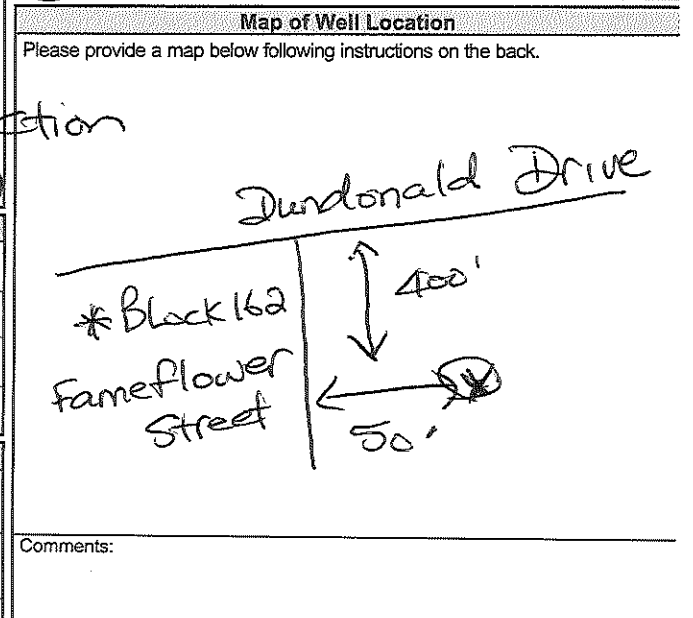 Map of Well Location
Please provide a map below following instructions on the back.
Dundonald Drive
400'
*Block 162
Fameflower
Street
50'
Comments: